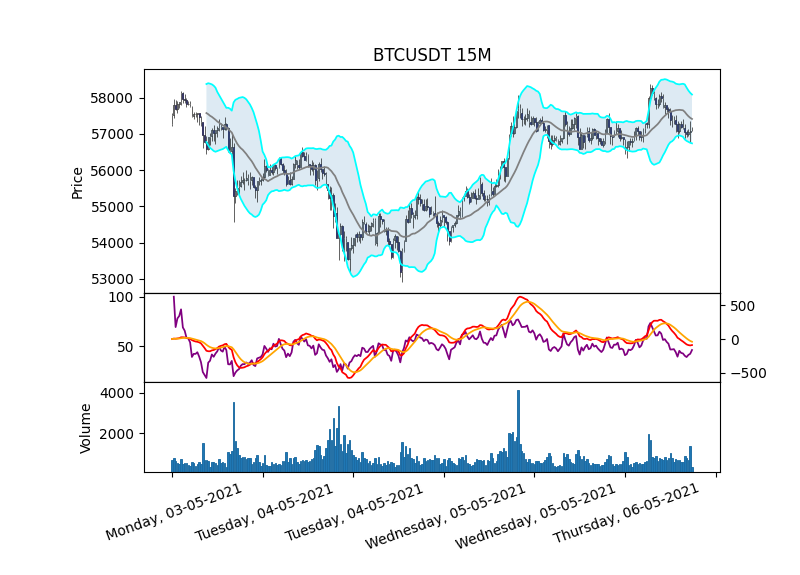 BTCUSDT 15M
58000
57000
56000
55000
54000
53000
Price
100
50
500
0
−500
4000
2000
Volume
Monday, 03-05-2021
Tuesday, 04-05-2021
Tuesday, 04-05-2021
Wednesday, 05-05-2021
Wednesday, 05-05-2021
Thursday, 06-05-2021